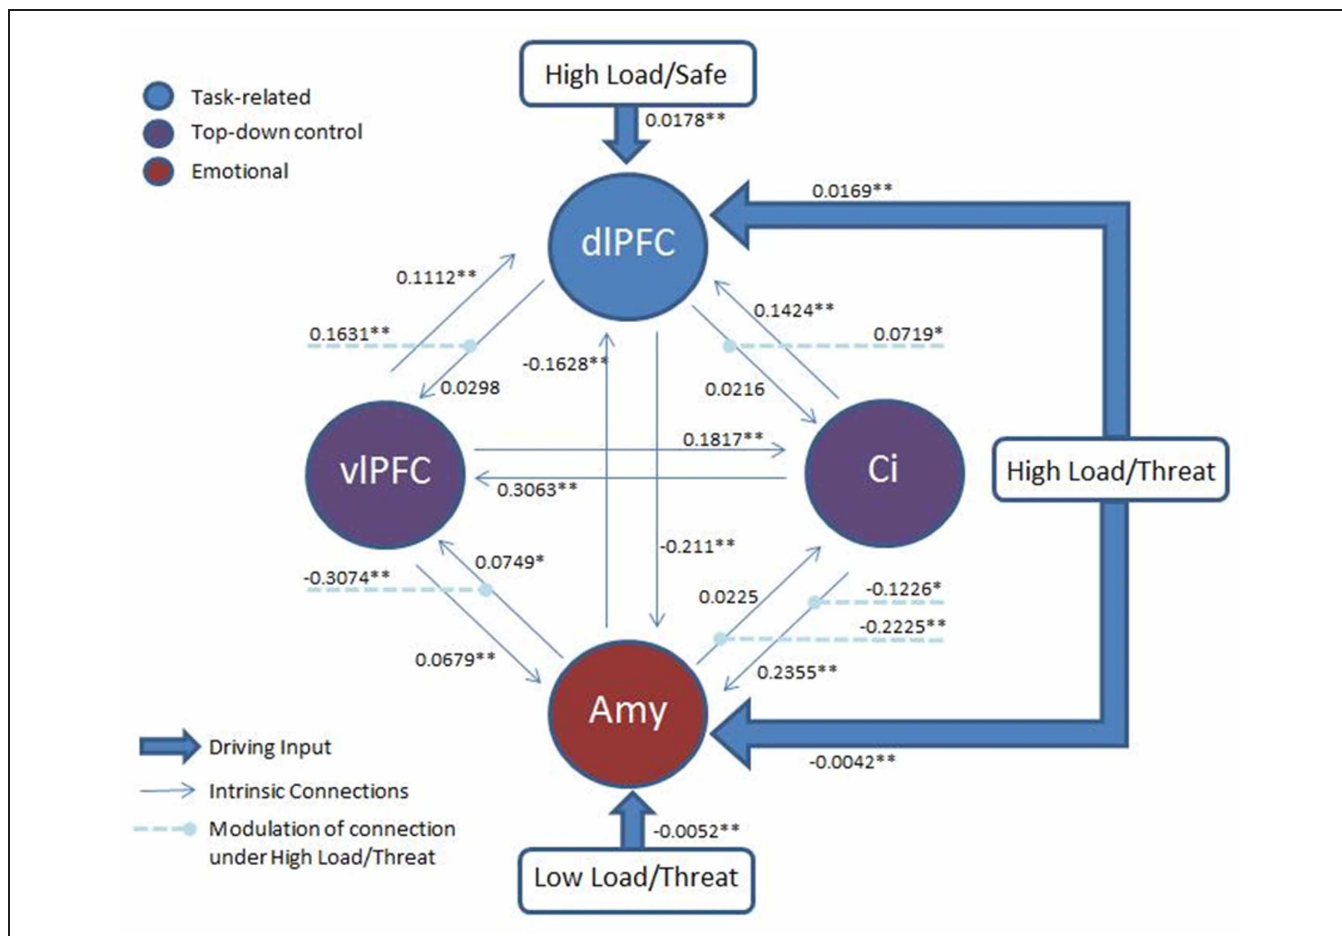 High Load/Safe
0.0178**
Task-related
Top-down control
Emotional
0.0169**
dlPFC
0.1112**
0.1424**
0.1631**
0.0719*
-0.1628**
0.0298
0.0216
0.1817**
vlPFC
Ci
High Load/Threat
0.3063**
-0.211**
0.0749*
-0.3074**
0.0225
-0.1226*
-0.2225**
0.0679**
0.2355**
Amy
Driving Input
-0.0042**
Intrinsic Connections
Modulation of connection
under High Load/Threat
-0.0052**
Low Load/Threat